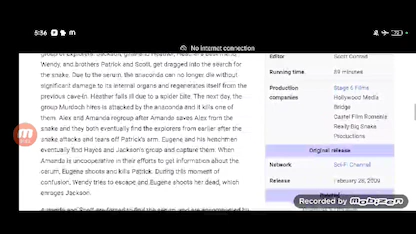 5:36
No internet connection
group of explorers: Jackson, and Heather, Head,
Wendy, and brothers Patrick and Scott, get dragged into the search for
the snake. Due to the serum, the anaconda can no longer die without
significant damage to its internal organs and regenerates itself from the
previous cave-in. Heather falls ill due to a spider bite. The next day, the
group Murdoch hires is attacked by the anaconda and it kills one of
them. Alex and Amanda regroup after Amanda saves Alex from the
snake and they both eventually find the explorers from earlier after the
snake attacks and tears off Patrick's arm. Eugene and his henchmen
eventually find Hayes and Jackson's group and capture them. When
Amanda is uncooperative in their efforts to get information about the
serum, Eugene shoots and kills Patrick. During this moment of
confusion, Wendy tries to escape and Eugene shoots her dead, which
enrages Jackson.
Editor
Scott Conrad
Running time
89 minutes
Production
companies
Stage 6 Films
Hollywood Media
Bridge
Castel Film Romania
Really Big Snake
Productions
Original release
Network
Sci-Fi Channel
Release
February 28, 2009
Recorded by mobizen